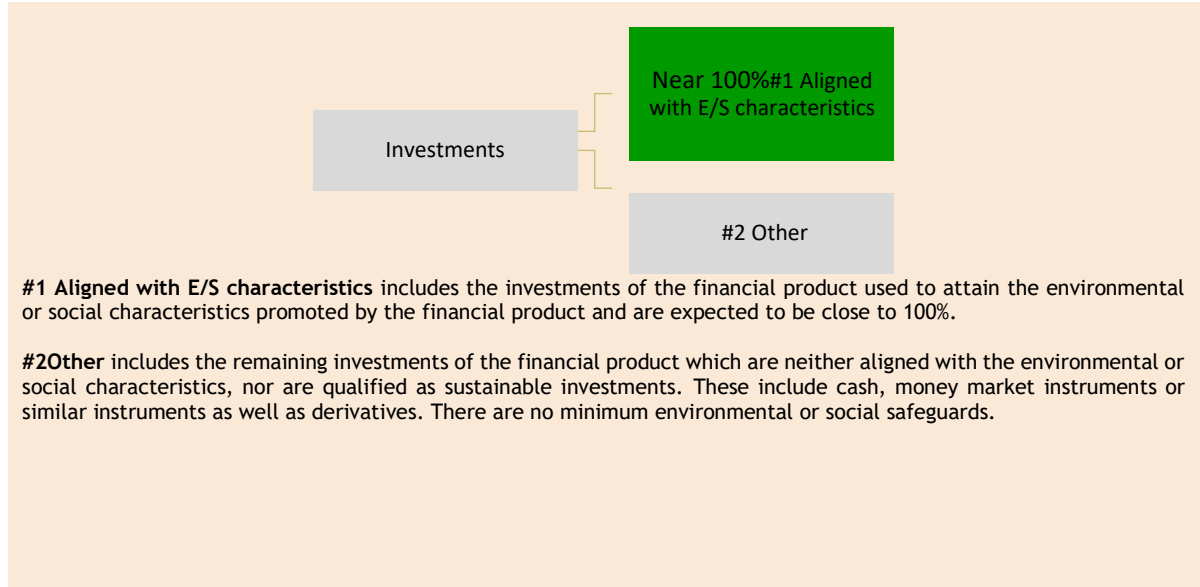 Near 100%#1 Aligned
with E/S characteristics
Investments
#2 Other
#1 Aligned with E/S characteristics includes the investments of the financial product used to attain the environmental
or social characteristics promoted by the financial product and are expected to be close to 100%.
#2Other includes the remaining investments of the financial product which are neither aligned with the environmental or
social characteristics, nor are qualified as sustainable investments. These include cash, money market instruments or
similar instruments as well as derivatives. There are no minimum environmental or social safeguards.